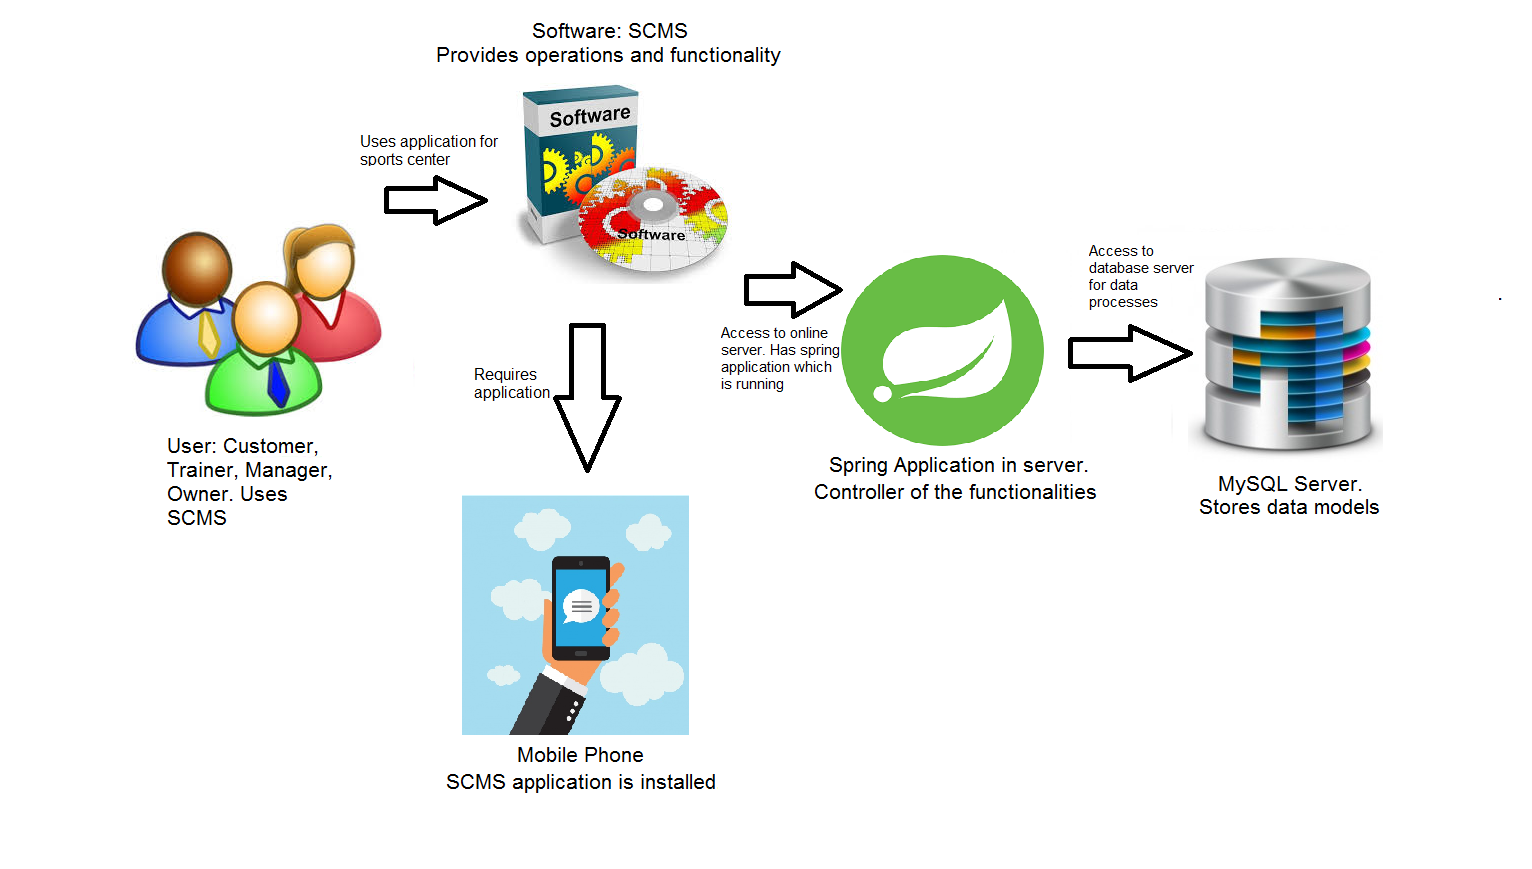 Software: SCMS
Provides operations and functionality
Software
Software
Uses application for
sports center
User: Customer,
Trainer, Manager,
Owner. Uses
SCMS
Requires
application
Access to online
server. Has spring
application which
is running
Spring Application in server.
Controller of the functionalities
Access to
database server
for data
processes
.
MySQL Server.
Stores data models
Mobile Phone
SCMS application is installed